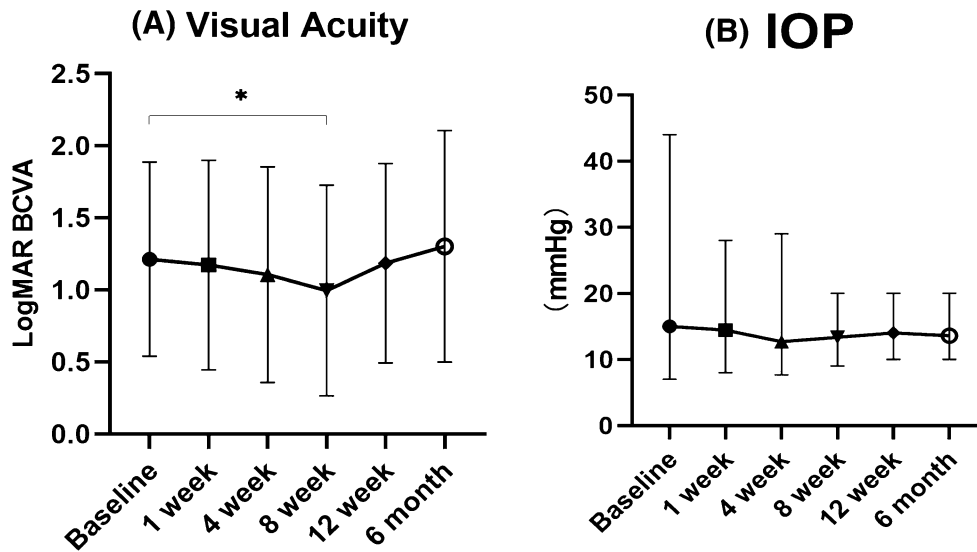 (A) Visual Acuity
LogMAR BCVA
2.5
2.0
1.5
1.0
0.5
0.0
*
Baseline
1 week
4 week
8 week
12 week
6 month
(B) IOP
(mmHg)
50
40
30
20
10
0
Baseline
1 week
4 week
8 week
12 week
6 month